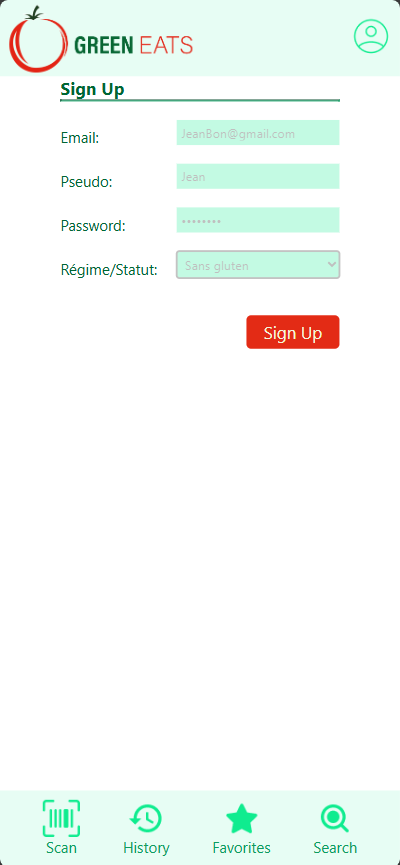 GREEN EATS
Sign Up
Email: JeanBon@gmail.com
Pseudo: Jean
Password: ••••••••
Régime/Statut: Sans gluten
Sign Up
Scan History Favorites Search